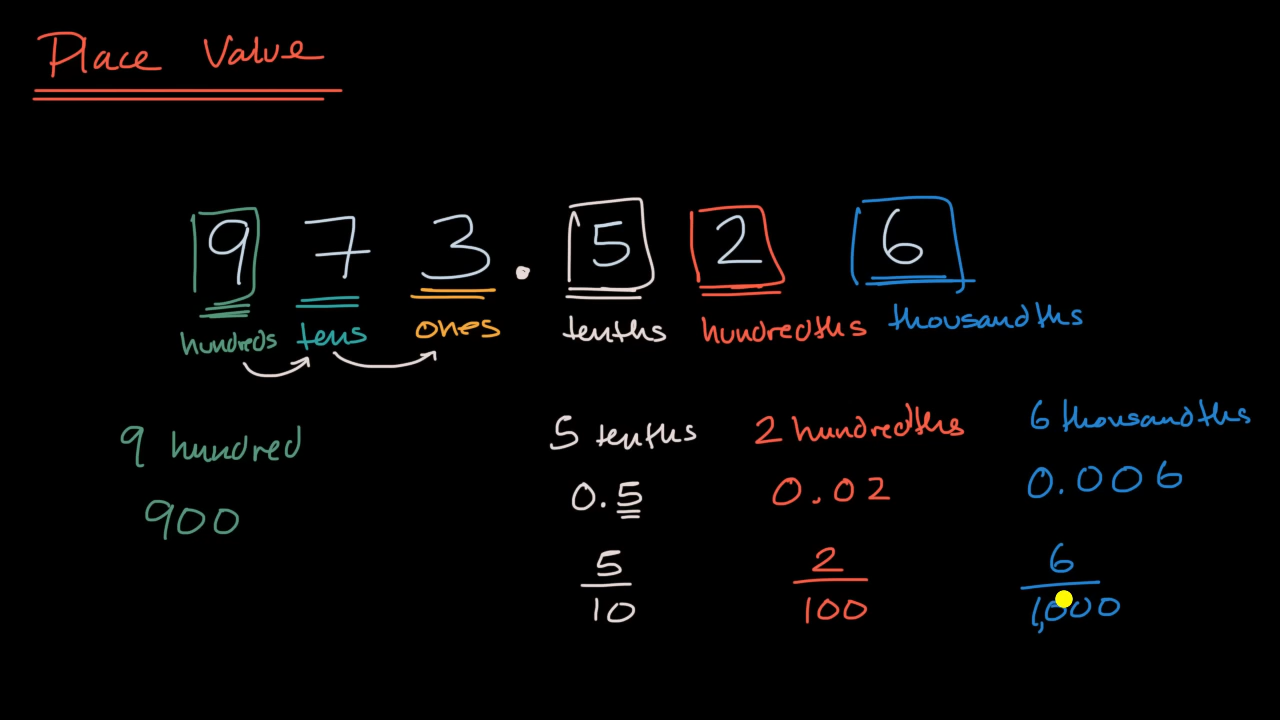 Place Value
9 7 3 . 5 2 6
hundreds tens ones tenths hundredths thousandths
9 hundred 5 tenths 2 hundredths 6 thousandths
900 0.5 0.02 0.006
5/10 2/100 6/1,000